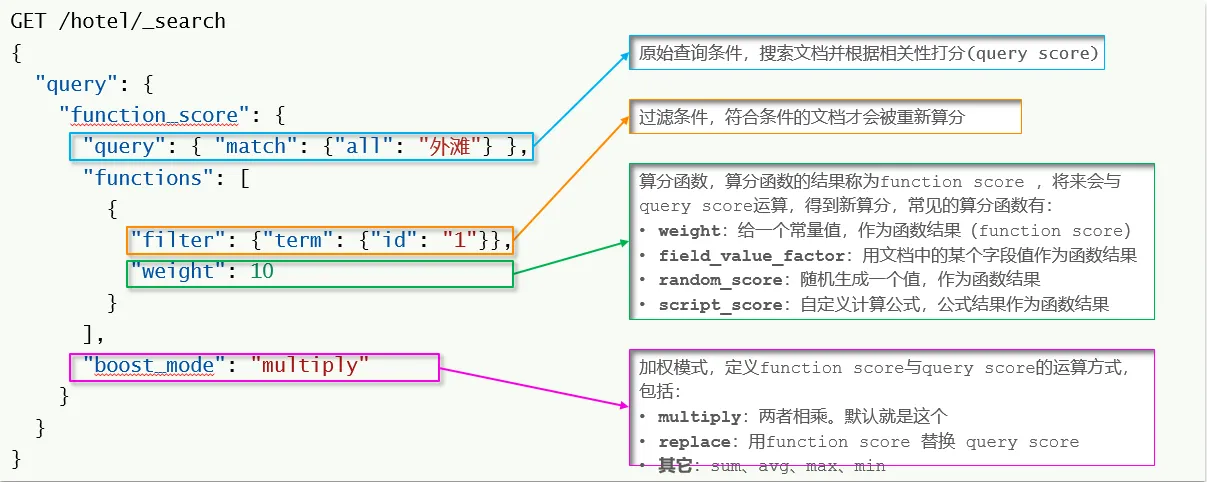 GET /hotel/_search
{
  "query": {
    "function_score": {
      "query": { "match": {"all": "外滩"} },
      "functions": [
        {
          "filter": {"term": {"id": "1"}},
          "weight": 10
        }
      ],
      "boost_mode": "multiply"
    }
  }
}
原始查询条件，搜索文档并根据相关性打分(query score)
过滤条件，符合条件的文档才会被重新算分
算分函数，算分函数的结果称为function score ，将来会与
query score运算，得到新算分，常见的算分函数有：
• weight：给一个常量值，作为函数结果（function score）
• field_value_factor：用文档中的某个字段值作为函数结果
• random_score：随机生成一个值，作为函数结果
• script_score：自定义计算公式，公式结果作为函数结果
加权模式，定义function score与query score的运算方式，
包括：
• multiply：两者相乘。默认就是这个
• replace：用function score 替换 query score
• 其它：sum、avg、max、min